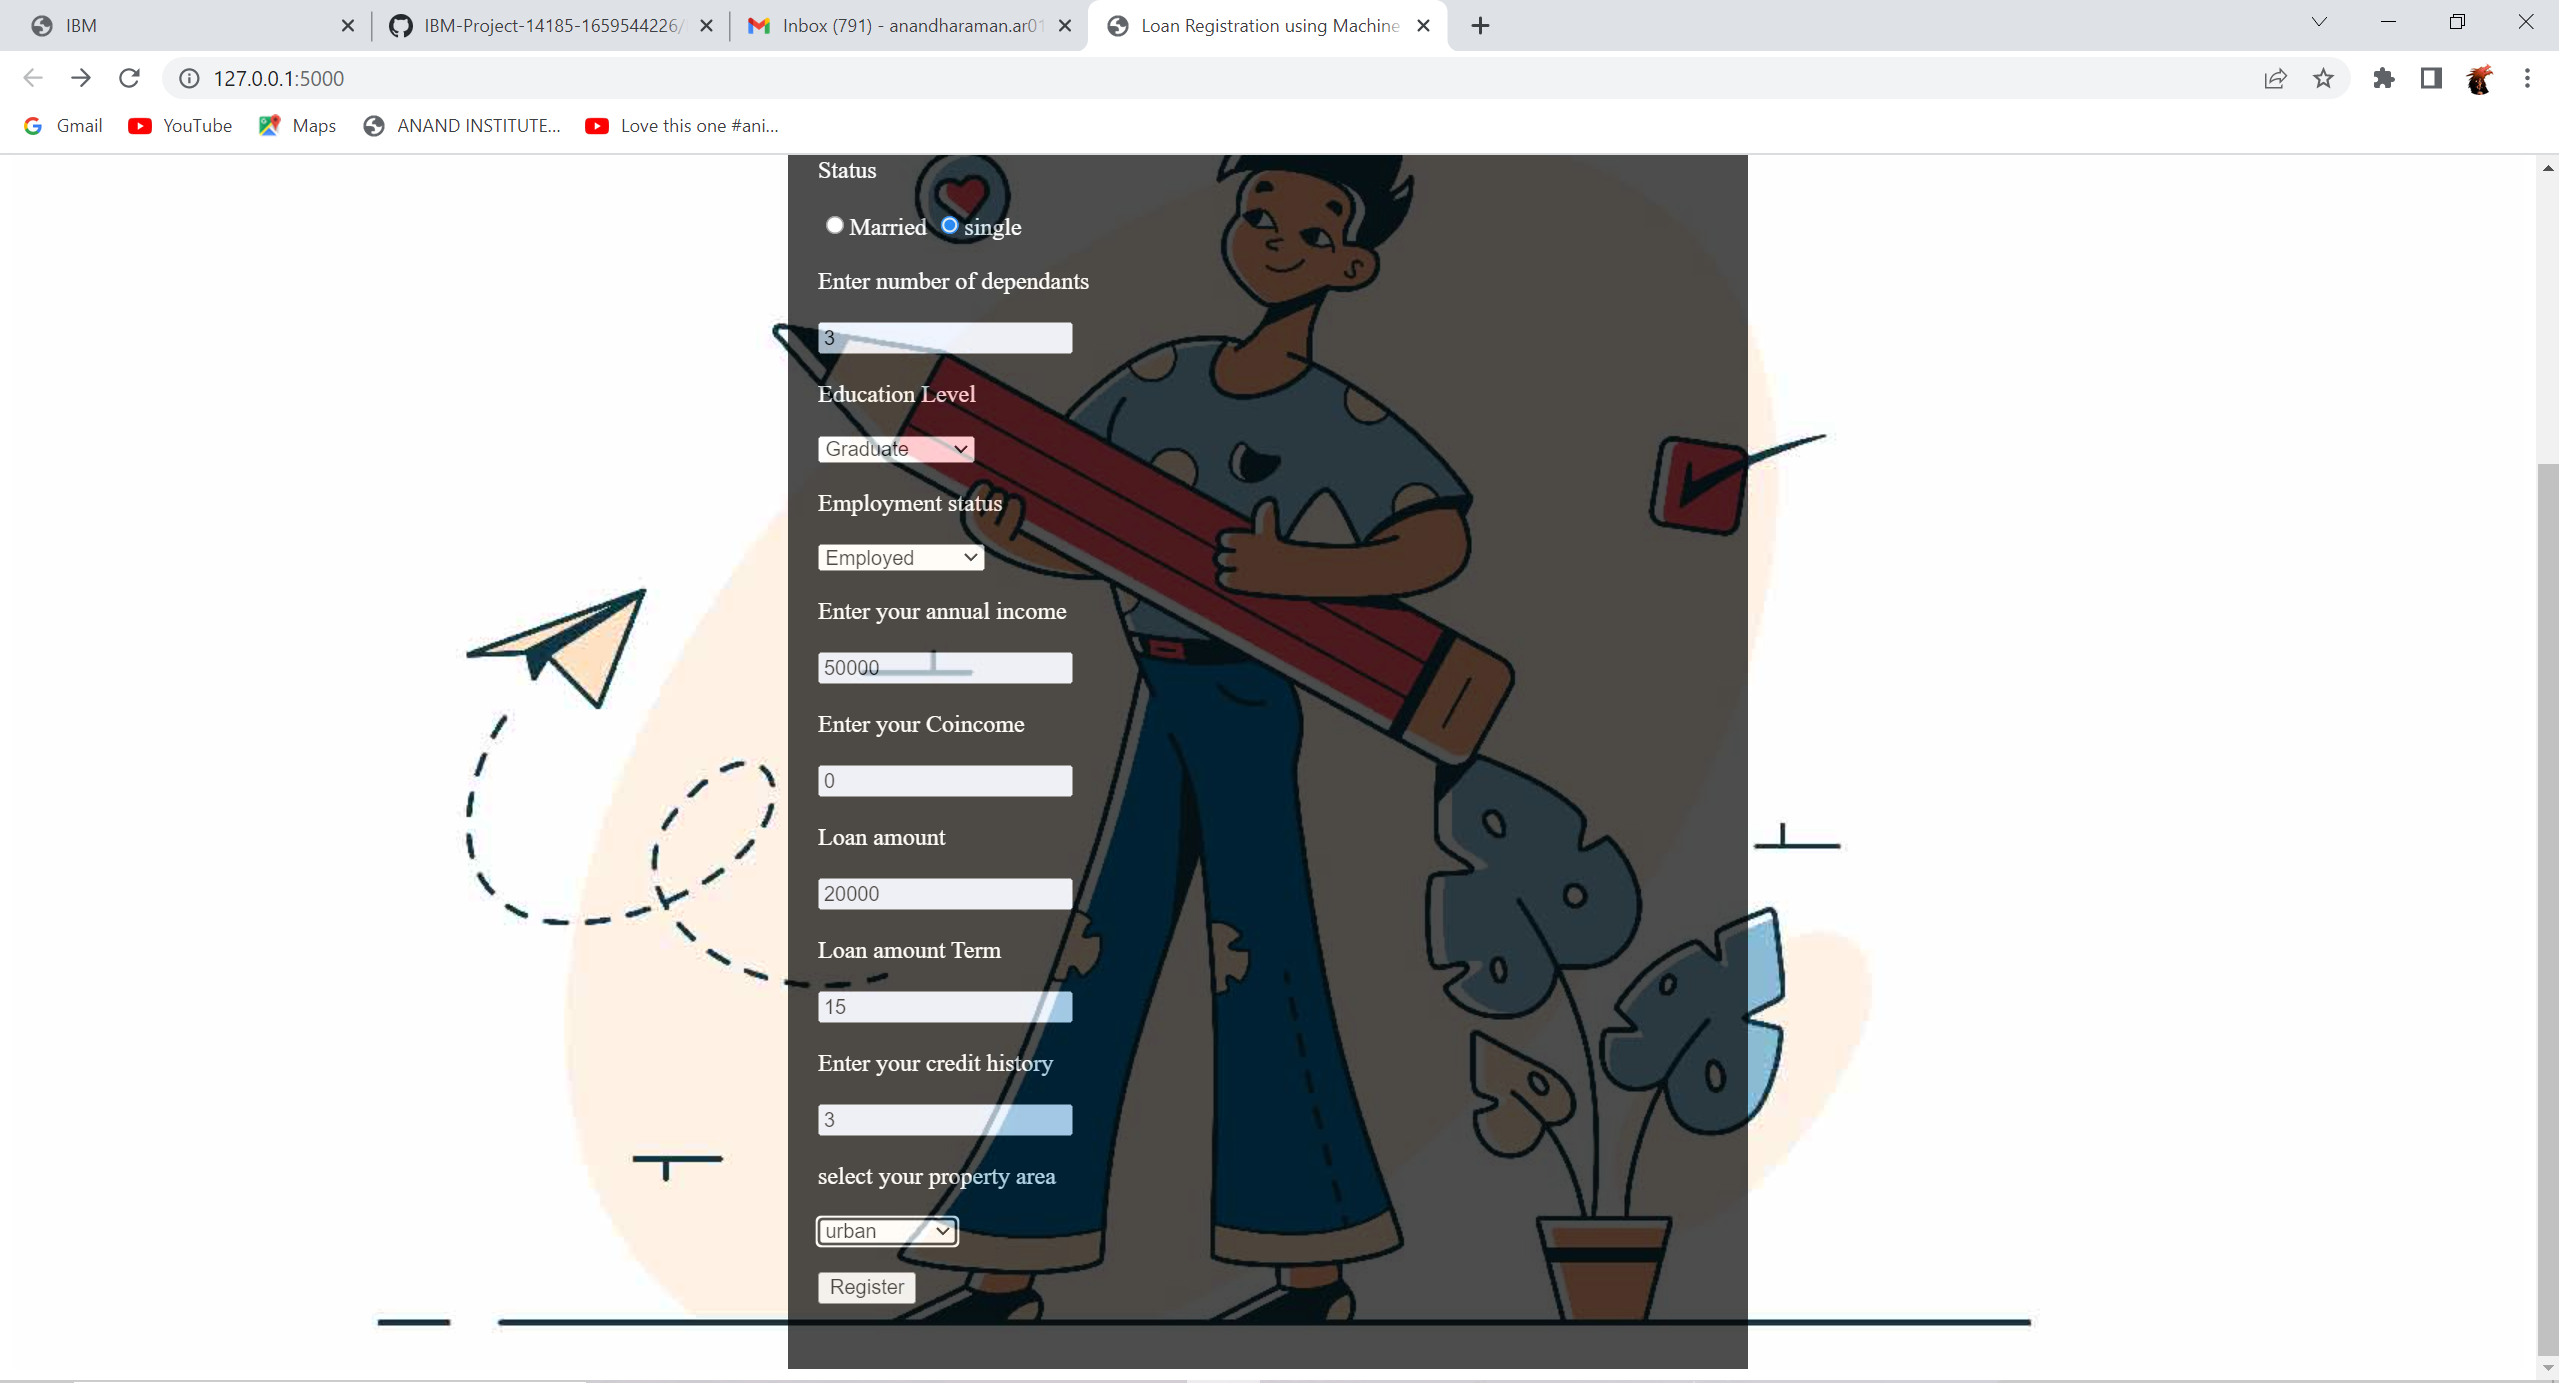 IBM
IBM-Project-14185-1659544226/
Inbox (791) - anandharaman.ar01
Loan Registration using Machine
127.0.0.1:5000
Gmail
YouTube
Maps
ANAND INSTITUTE...
Love this one #ani...
Status
Married single
Enter number of dependants
3
Education Level
Graduate
Employment status
Employed
Enter your annual income
50000
Enter your Coincome
0
Loan amount
20000
Loan amount Term
15
Enter your credit history
3
select your property area
urban
Register